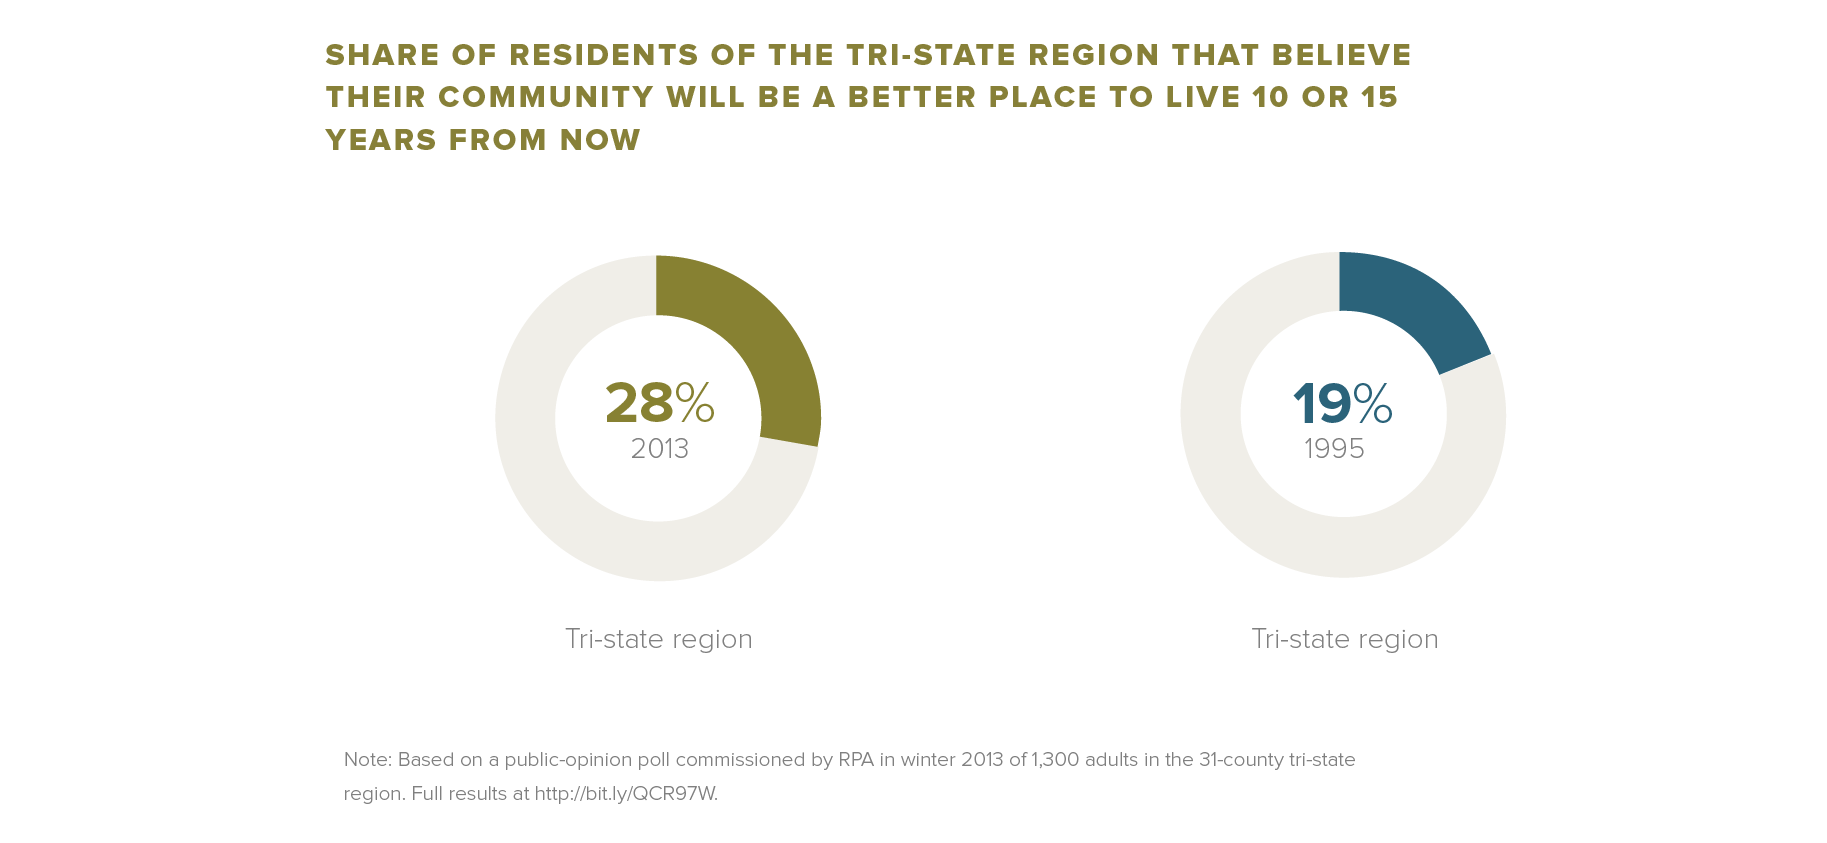 SHARE OF RESIDENTS OF THE TRI-STATE REGION THAT BELIEVE
THEIR COMMUNITY WILL BE A BETTER PLACE TO LIVE 10 OR 15
YEARS FROM NOW
28%
2013
Tri-state region
19%
1995
Tri-state region
Note: Based on a public-opinion poll commissioned by RPA in winter 2013 of 1,300 adults in the 31-county tri-state
region. Full results at http://bit.ly/QCR97W.